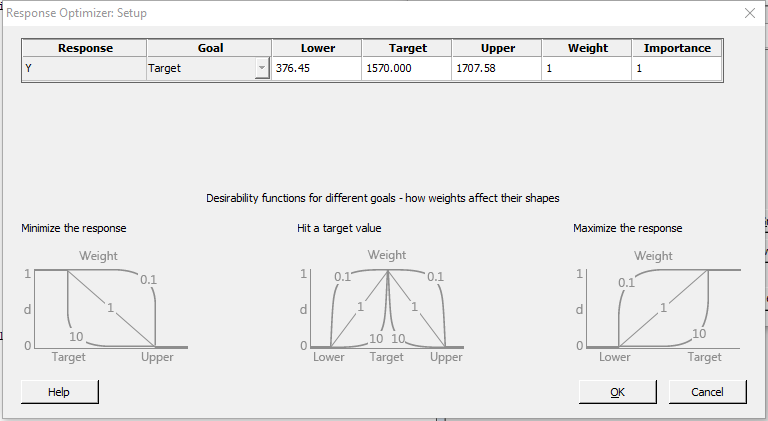 Response Optimizer: Setup
Response Goal Lower Target Upper Weight Importance
Y Target 376.45 1570.000 1707.58 1 1
Desirability functions for different goals - how weights affect their shapes
Minimize the response Hit a target value Maximize the response
Weight Weight Weight
1 0.1 1 0.1 0.1 1 0.1
d 1 d 1 1 d 1
0 10 0 10 10 0 10
Target Upper Lower Target Upper Lower Target
Help OK Cancel